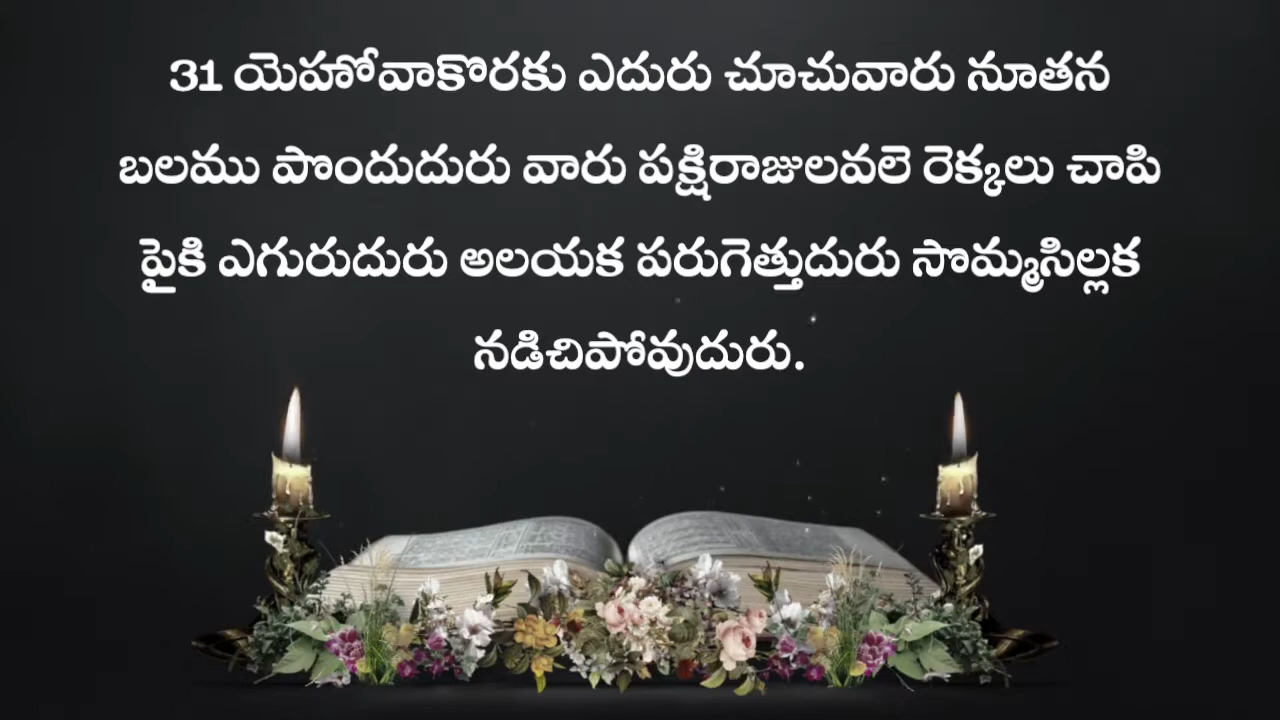 31 యెహోవాకొరకు ఎదురు చూచువారు నూతన
బలము పొందుదురు వారు పక్షిరాజులవలె రెక్కలు చాపి
పైకి ఎగురుదురు అలయక పరుగెత్తుదురు సొమ్మసిల్లక
నడిచిపోవుదురు.